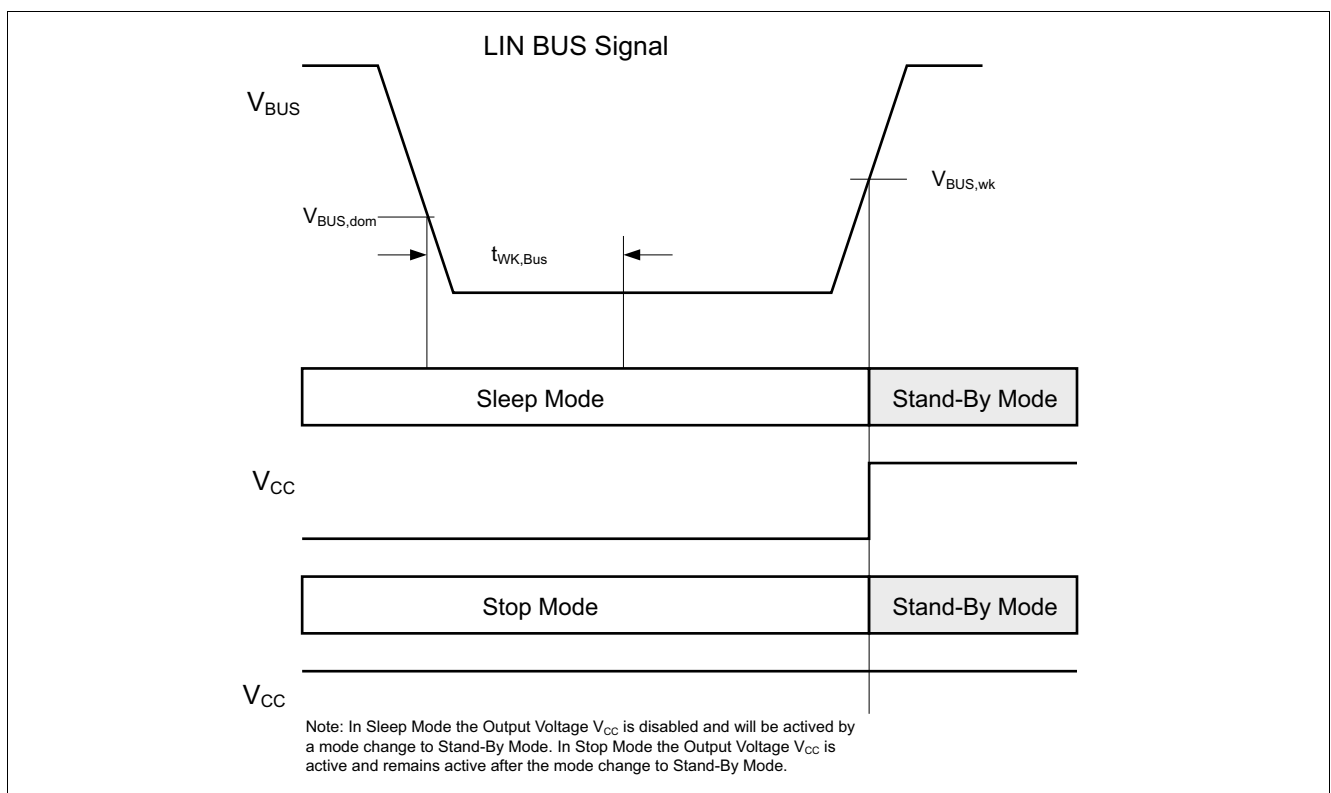 LIN BUS Signal
VBUS
VBUS,wk
VBUS,dom
tWK,Bus
Sleep Mode
Stand-By Mode
VCC
Stop Mode
Stand-By Mode
VCC
Note: In Sleep Mode the Output Voltage VCC is disabled and will be actived by
a mode change to Stand-By Mode. In Stop Mode the Output Voltage VCC is
active and remains active after the mode change to Stand-By Mode.